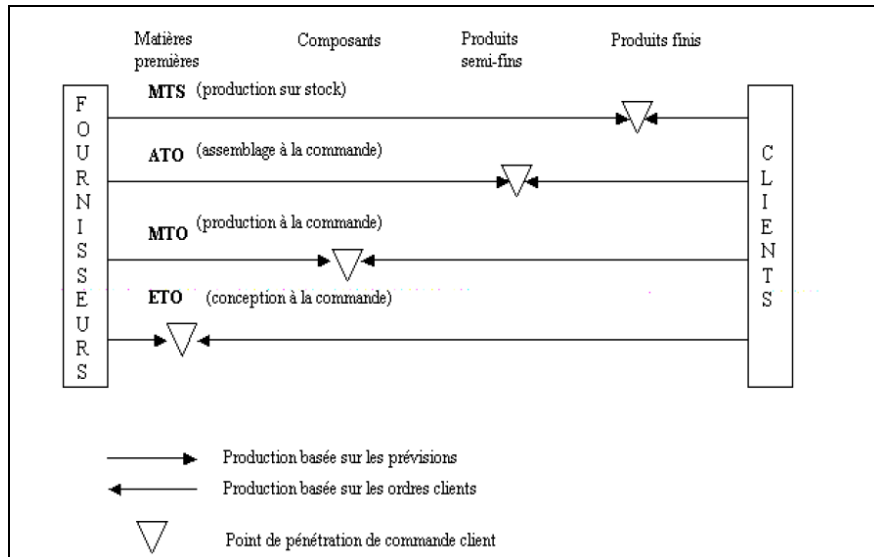 Matières premières
Composants
Produits semi-fins
Produits finis
FOURNISSEURS
MTS (production sur stock)
ATO (assemblage à la commande)
MTO (production à la commande)
ETO (conception à la commande)
CLIENTS
Production basée sur les prévisions
Production basée sur les ordres clients
Point de pénétration de commande client